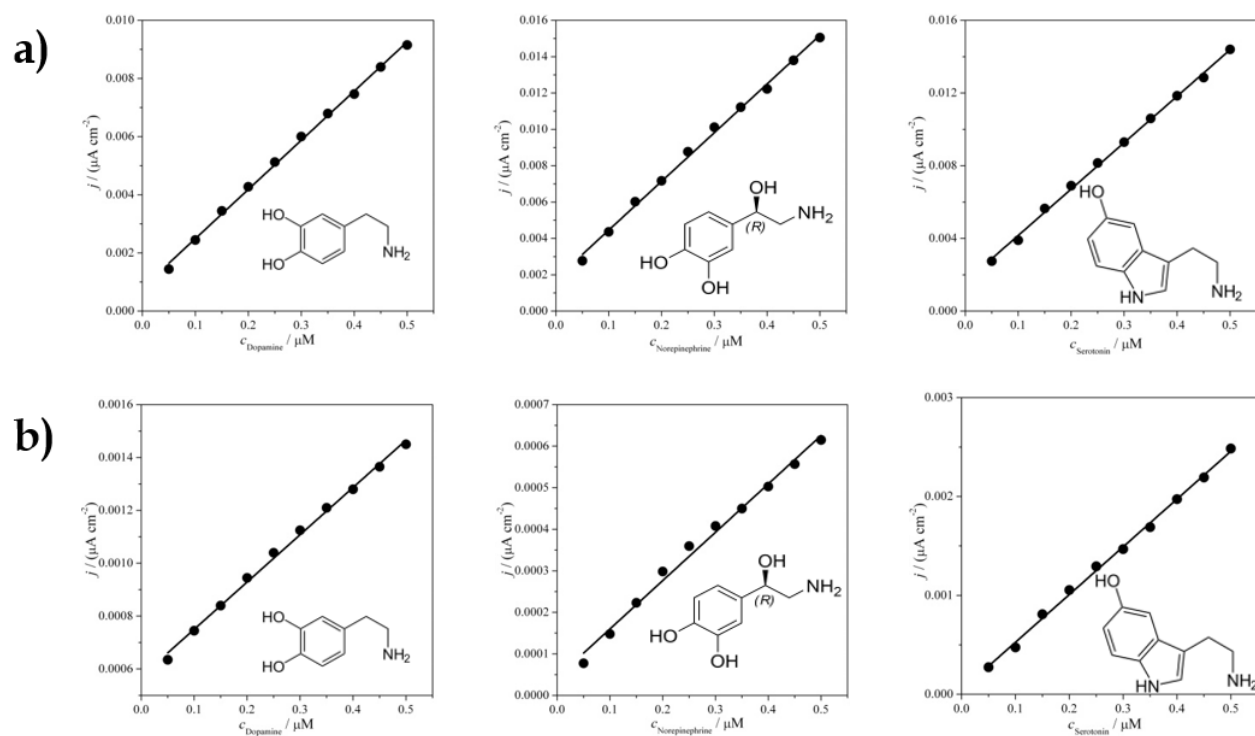 a)
0.010
0.008
0.006
0.004
0.002
0.000
j / (μA cm⁻²)
HO
HO
NH₂
0.0 0.1 0.2 0.3 0.4 0.5
c Dopamine / μM
0.016
0.014
0.012
0.010
0.008
0.006
0.004
0.002
0.000
j / (μA cm⁻²)
OH
NH₂
(R)
HO
OH
0.0 0.1 0.2 0.3 0.4 0.5
c Norepinephrine / μM
0.016
0.012
0.008
0.004
0.000
j / (μA cm⁻²)
HO
HN
NH₂
0.0 0.1 0.2 0.3 0.4 0.5
c Serotonin / μM
b)
0.0016
0.0014
0.0012
0.0010
0.0008
0.0006
j / (μA cm⁻²)
HO
HO
NH₂
0.0 0.1 0.2 0.3 0.4 0.5
c Dopamine / μM
0.0007
0.0006
0.0005
0.0004
0.0003
0.0002
0.0001
0.0000
j / (μA cm⁻²)
OH
NH₂
(R)
HO
OH
0.0 0.1 0.2 0.3 0.4 0.5
c Norepinephrine / μM
0.003
0.002
0.001
0.000
j / (μA cm⁻²)
HO
HN
NH₂
0.0 0.1 0.2 0.3 0.4 0.5
c Serotonin / μM